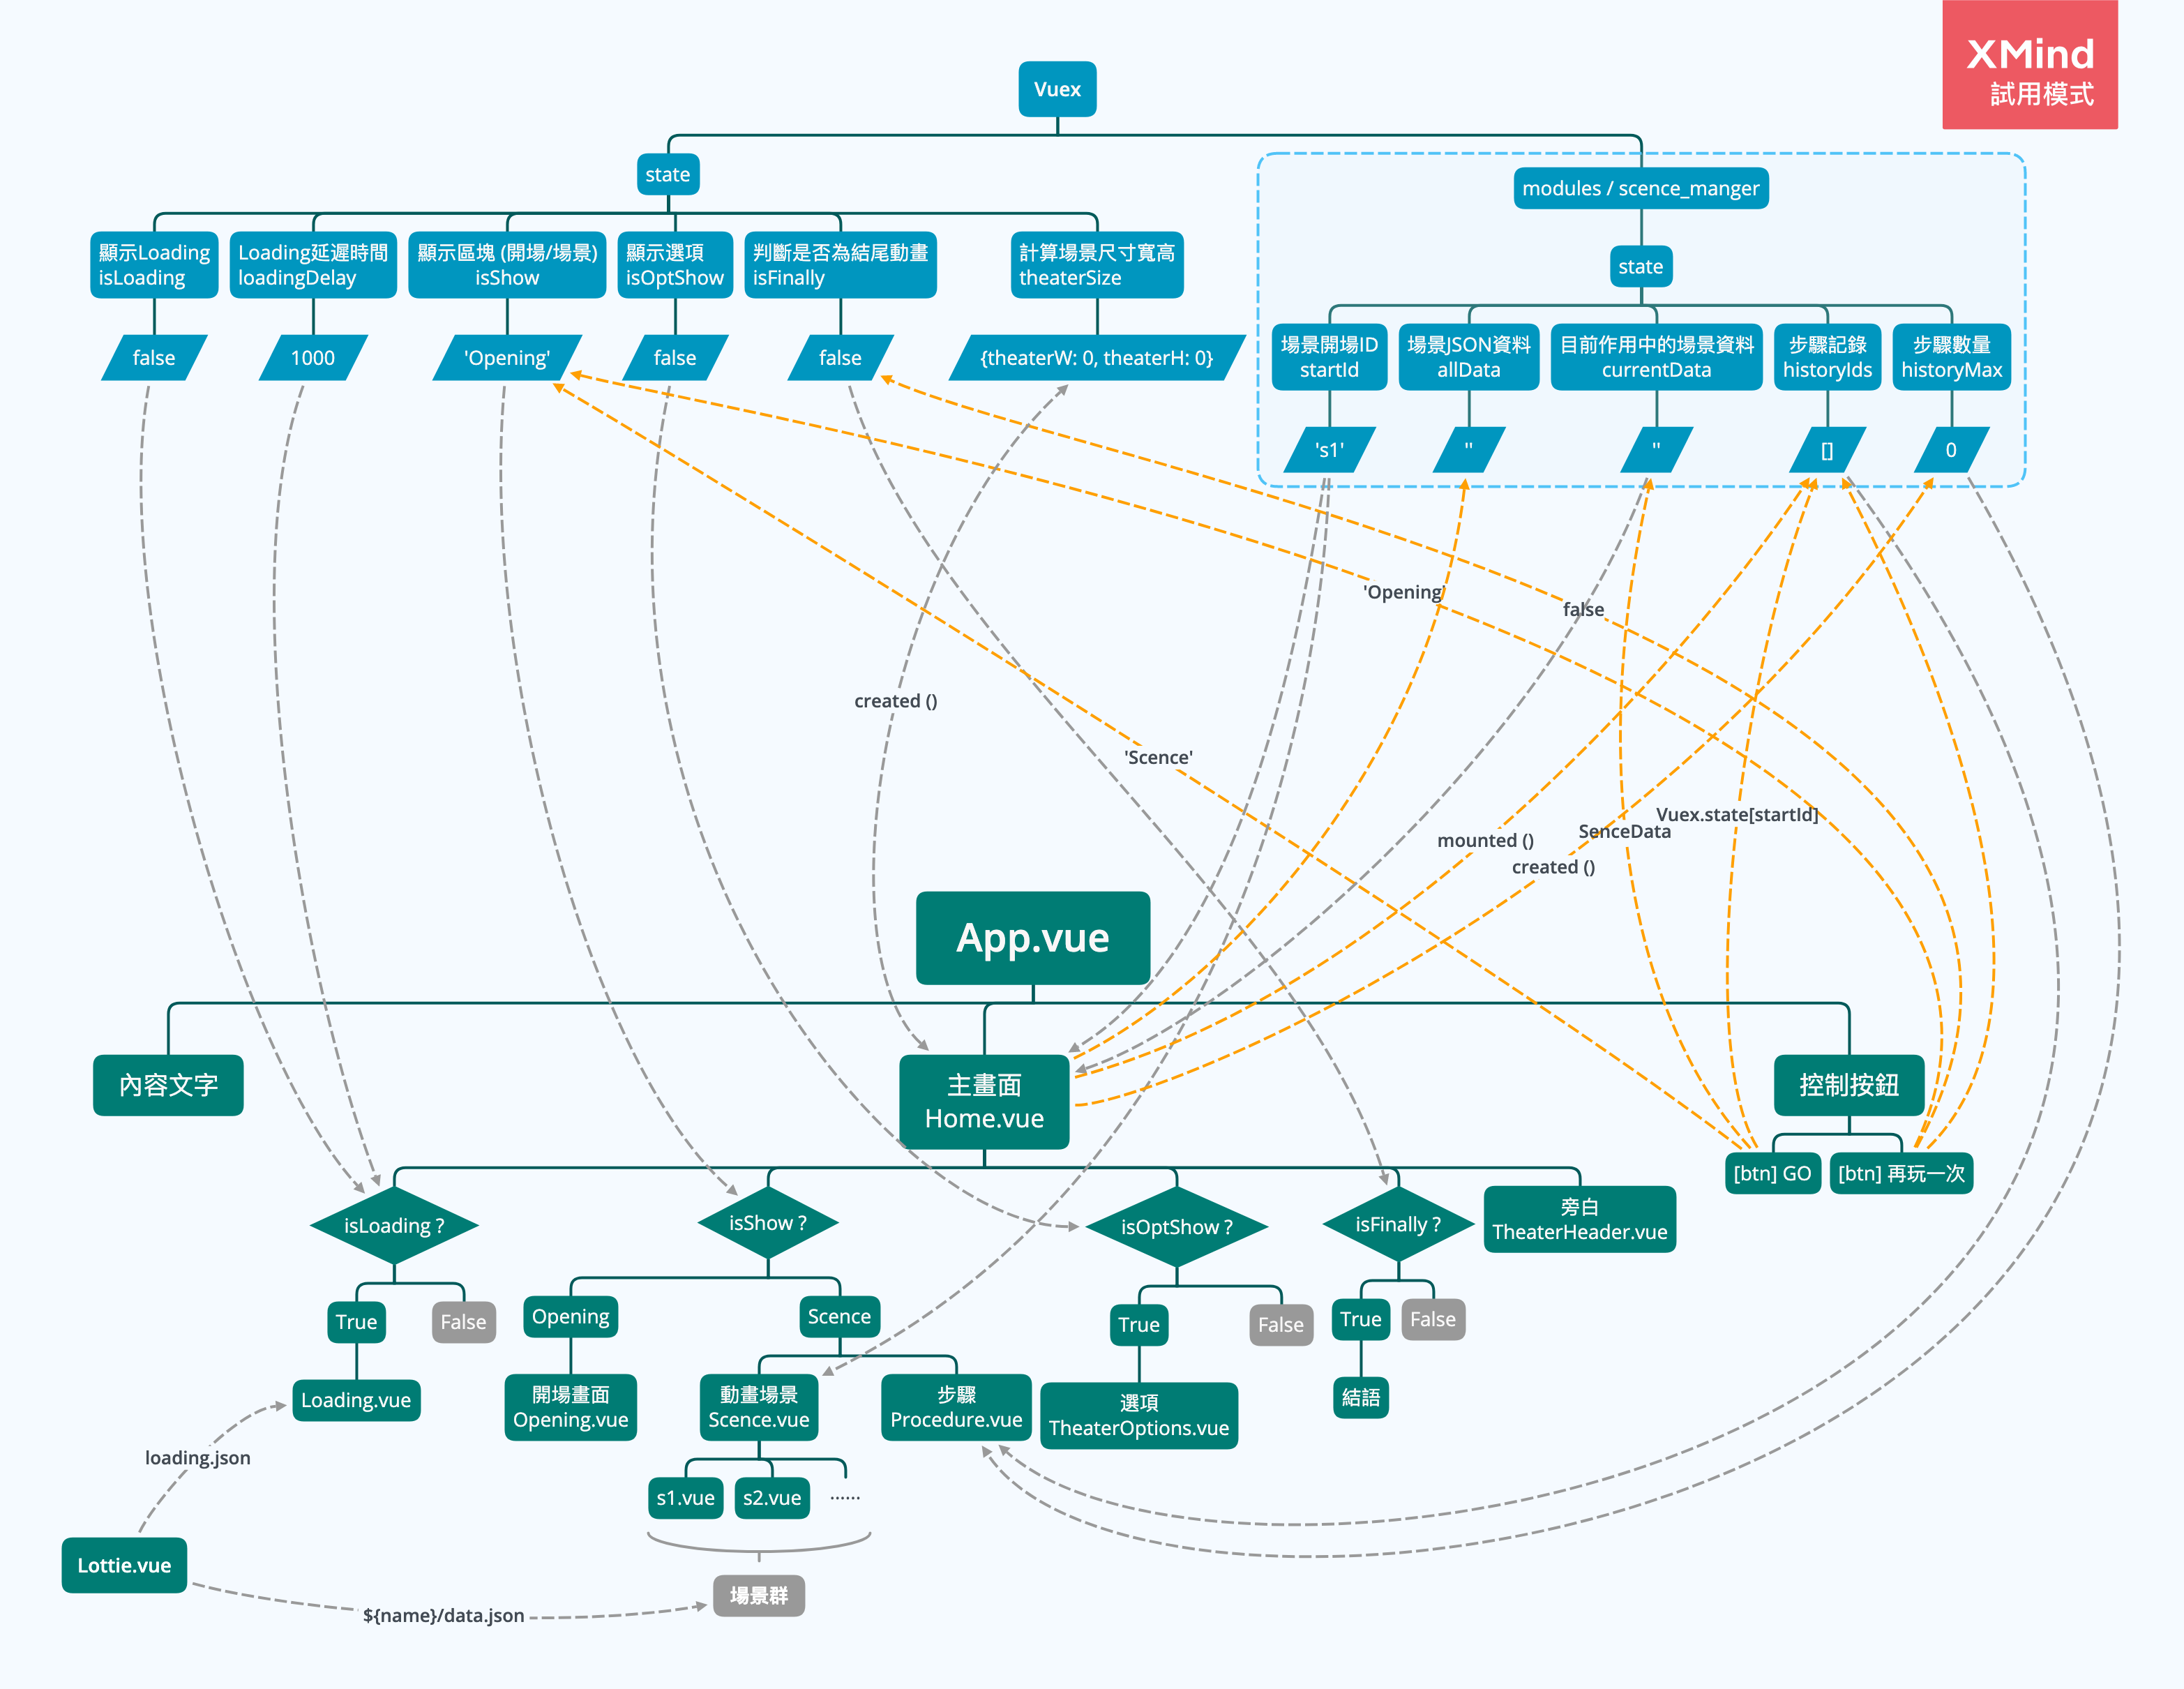 XMind
試用模式
Vuex
state
modules / scence_manger
state
顯示Loading
isLoading
Loading延遲時間
loadingDelay
顯示區塊 (開場/場景)
isShow
顯示選項
isOptShow
判斷是否為結尾動畫
isFinally
計算場景尺寸寬高
theaterSize
場景開場ID
startId
場景JSON資料
allData
目前作用中的場景資料
currentData
步驟記錄
historyIds
步驟數量
historyMax
false
1000
'Opening'
false
false
{theaterW: 0, theaterH: 0}
's1'
''
''
[]
0
'Opening'
false
created ()
'Scence'
Vuex.state[startId]
SenceData
mounted ()
created ()
App.vue
內容文字
主畫面
Home.vue
控制按鈕
[btn] GO
[btn] 再玩一次
isLoading ?
isShow ?
isOptShow ?
isFinally ?
旁白
TheaterHeader.vue
True
False
Opening
Scence
True
False
True
False
Loading.vue
開場畫面
Opening.vue
動畫場景
Scence.vue
步驟
Procedure.vue
選項
TheaterOptions.vue
結語
loading.json
s1.vue
s2.vue
······
Lottie.vue
場景群
${name}/data.json